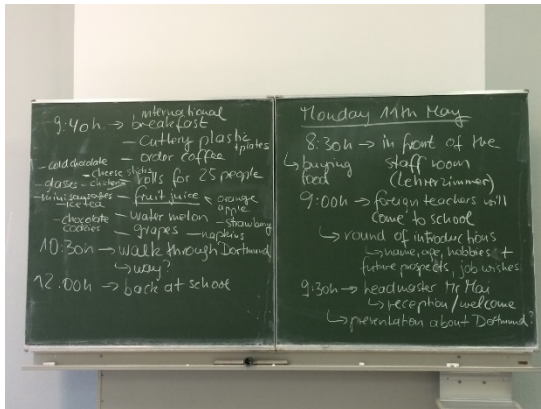 Monday 11th May
8:30h → in front of the
staff room
(Lehrerzimmer)
↳ buying
food
9:00h → foreign teachers will
come to school
↳ round of introductions
↳ name, age, hobbies +
future prospects, job wishes
9:30h → headmaster Mr Mai
↳ reception/welcome
↳ presentation about Dortmund?
international
9:40h → breakfast
– cutlery plastic
+ plates
– order coffee
– cold chocolate
– cheese sticks
rolls for 25 people
– glasses
– mini sausages
– fruit juice < orange
apple
strawberry
– ice tea
– water melon
– chocolate
cookies
– grapes
– napkins
10:30h → walk through Dortmund
↳ way?
12.00h → back at school